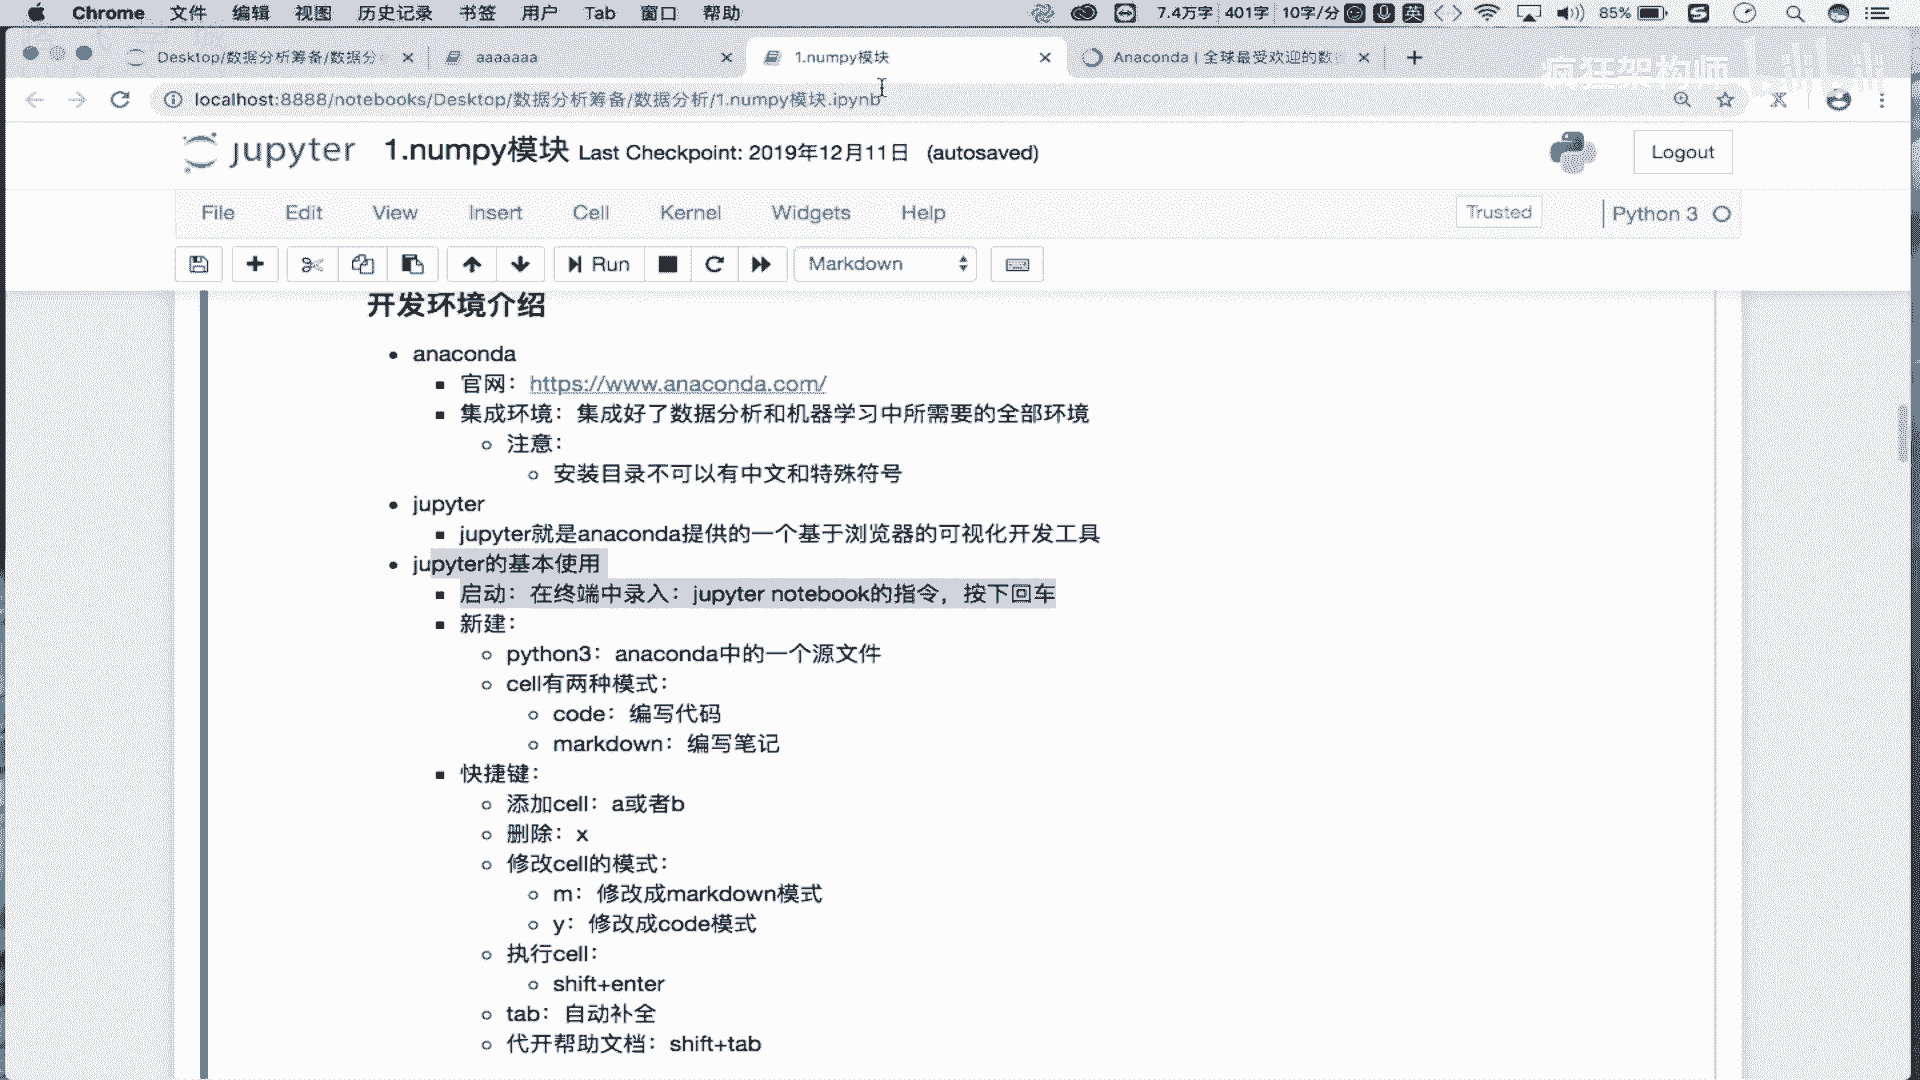 Chrome 文件 编辑 视图 历史记录 书签 用户 Tab 窗口 帮助 7.4万字 401字 10字/分 英 85%
Desktop/数据分析筹备/数据分 aaaaaaa 1.numpy模块 Anaconda | 全球最受欢迎的数
疯狂架构师
localhost:8888/notebooks/Desktop/数据分析筹备/数据分析/1.numpy模块.ipynb
jupyter 1.numpy模块 Last Checkpoint: 2019年12月11日 (autosaved) Logout
File Edit View Insert Cell Kernel Widgets Help Trusted Python 3
Run Markdown
开发环境介绍
anaconda
官网：https://www.anaconda.com/
集成环境：集成好了数据分析和机器学习中所需要的全部环境
注意：
安装目录不可以有中文和特殊符号
jupyter
jupyter就是anaconda提供的一个基于浏览器的可视化开发工具
jupyter的基本使用
启动：在终端中录入：jupyter notebook的指令，按下回车
新建：
python3：anaconda中的一个源文件
cell有两种模式：
code：编写代码
markdown：编写笔记
快捷键：
添加cell：a或者b
删除：x
修改cell的模式：
m：修改成markdown模式
y：修改成code模式
执行cell：
shift+enter
tab：自动补全
代开帮助文档：shift+tab